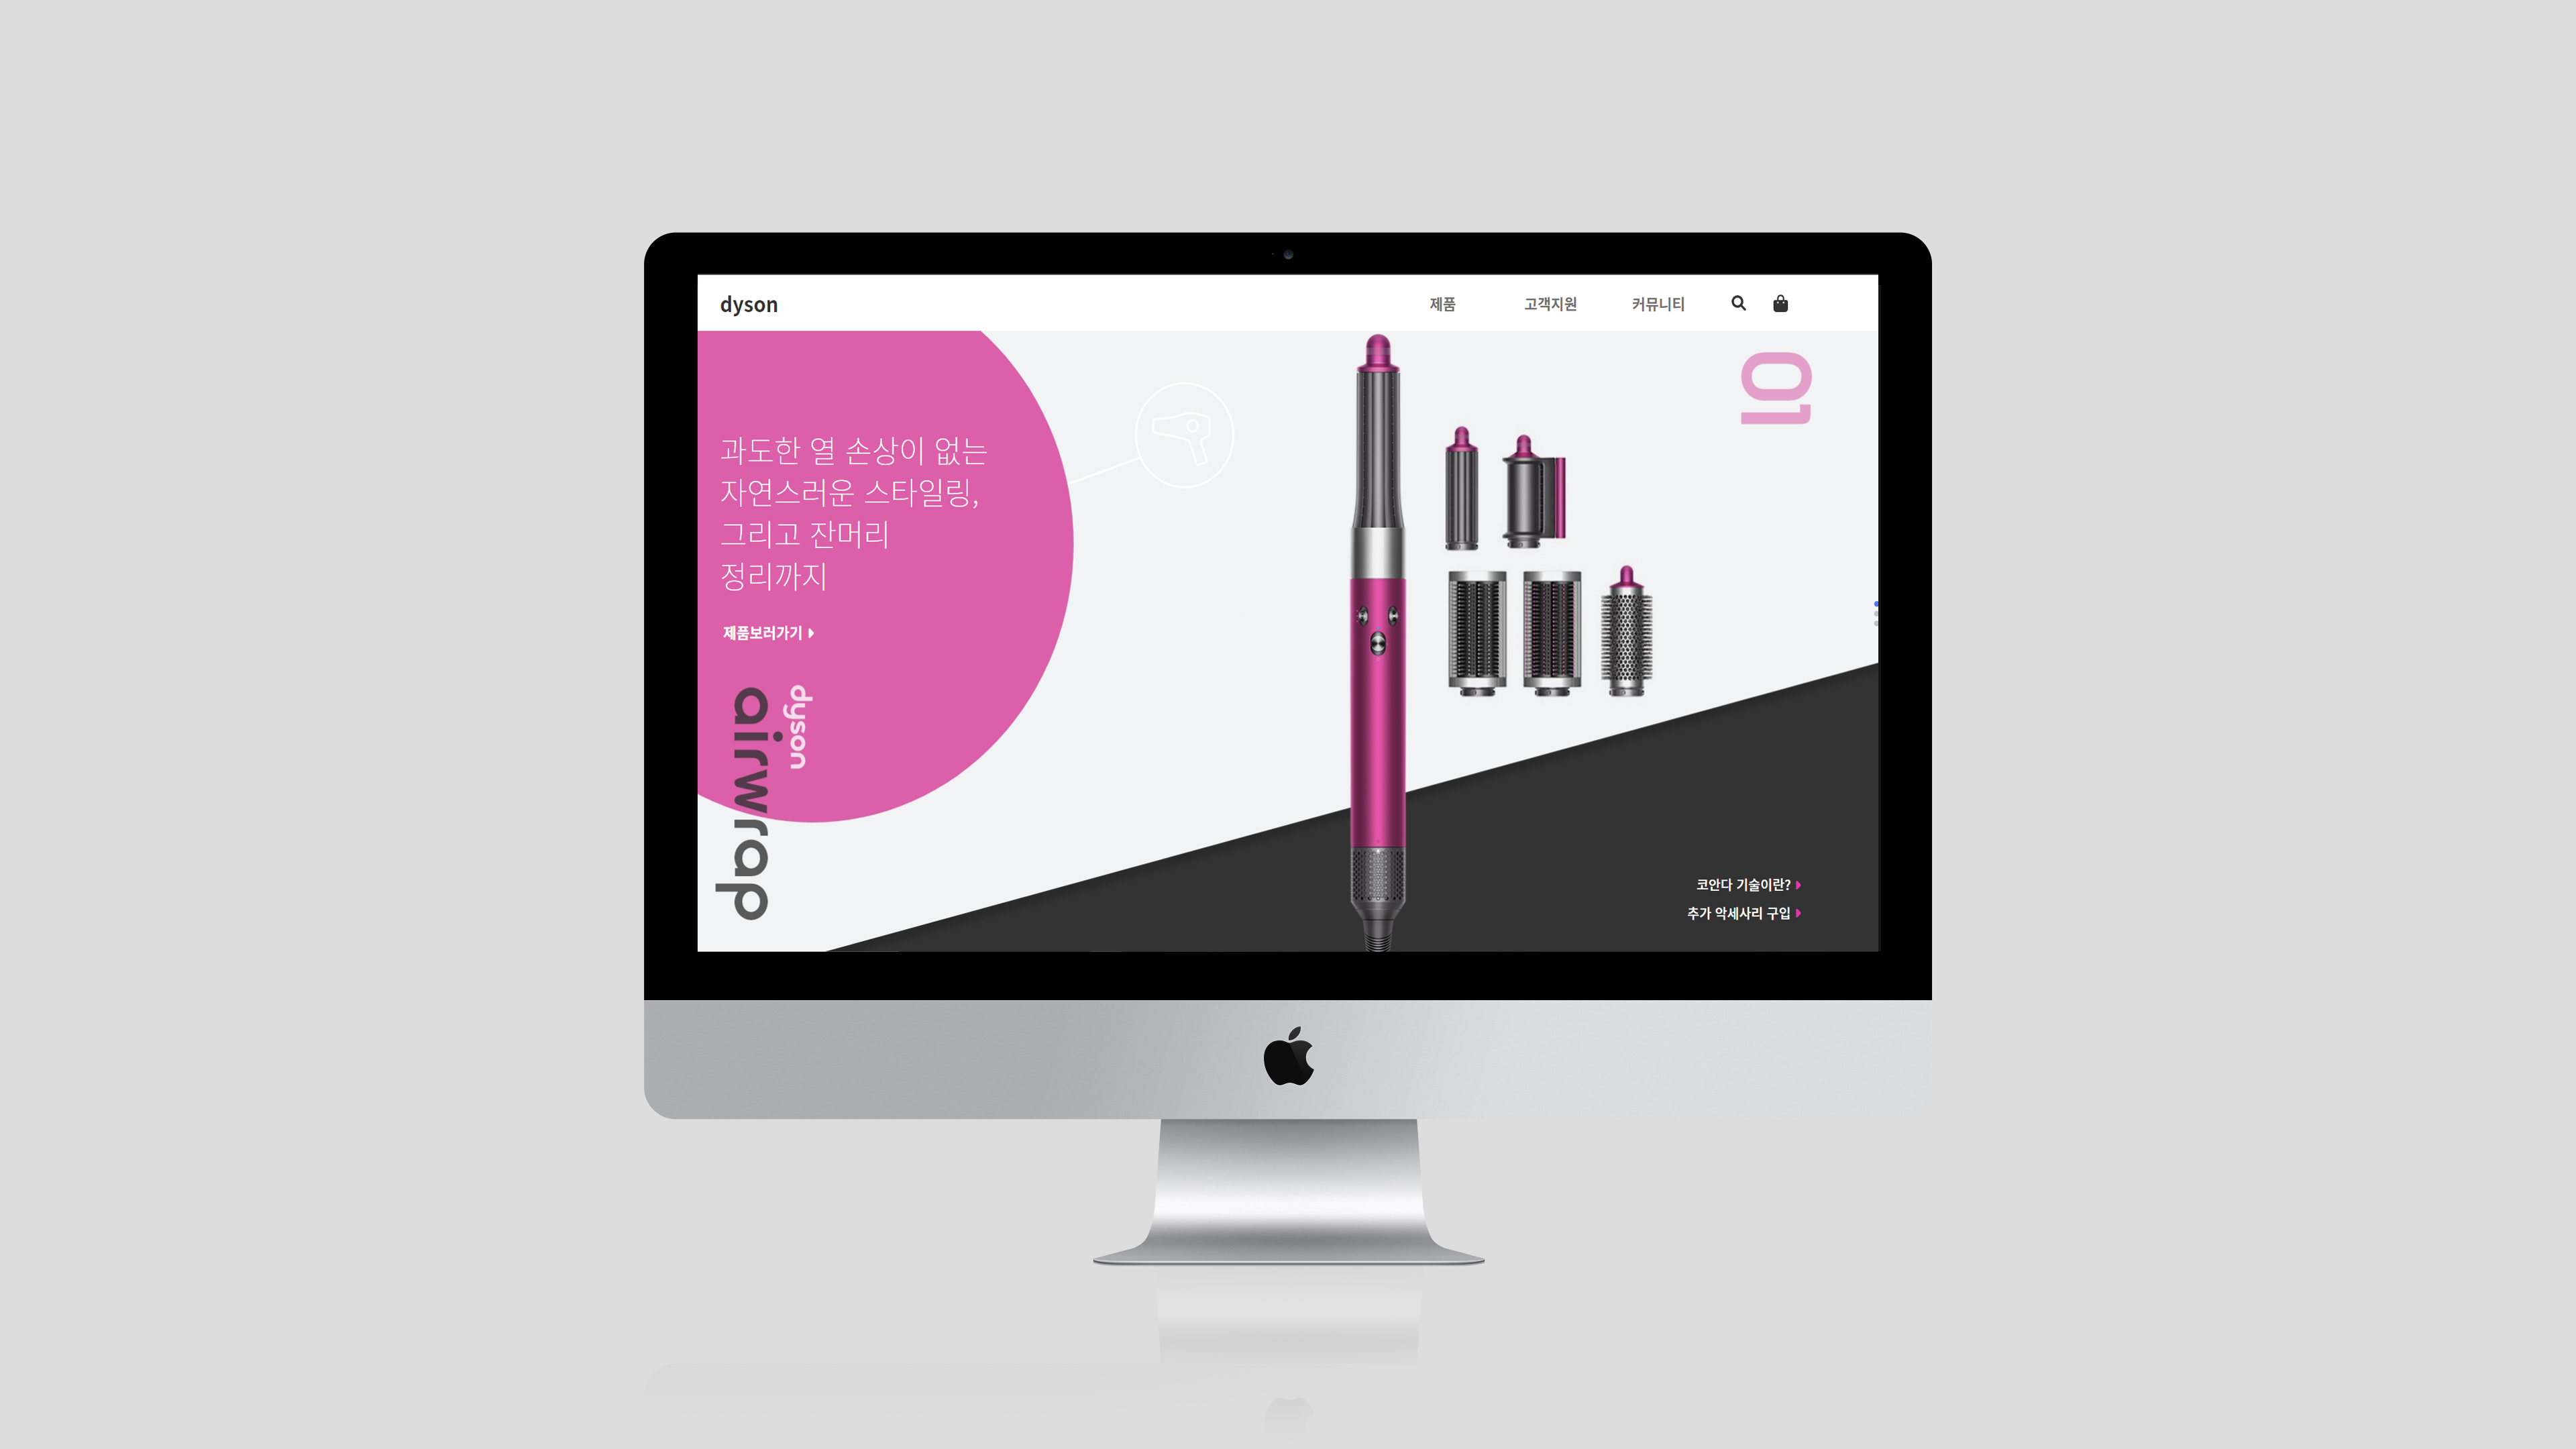 dyson
제품
고객지원
커뮤니티
01
과도한 열 손상이 없는
자연스러운 스타일링,
그리고 잔머리
정리까지
제품보러가기
dyson
airwrap
코안다 기술이란?
추가 악세사리 구입